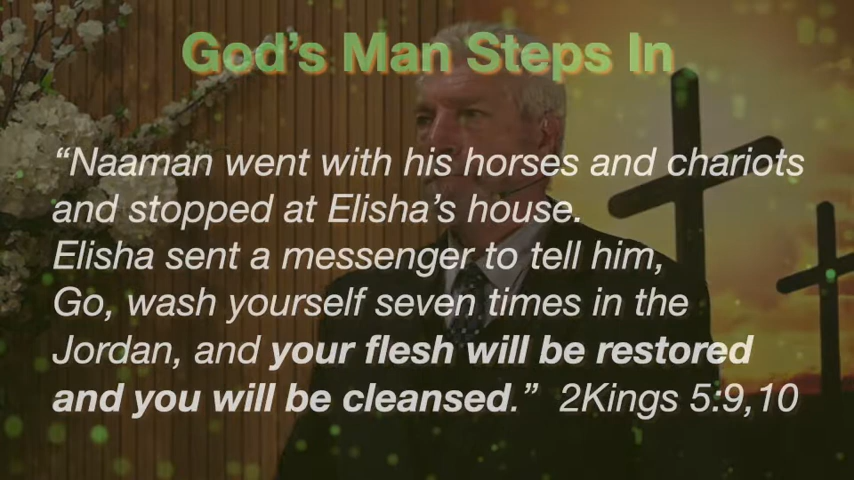 God's Man Steps In
“Naaman went with his horses and chariots
and stopped at Elisha's house.
Elisha sent a messenger to tell him,
Go, wash yourself seven times in the
Jordan, and your flesh will be restored
and you will be cleansed.” 2Kings 5:9,10